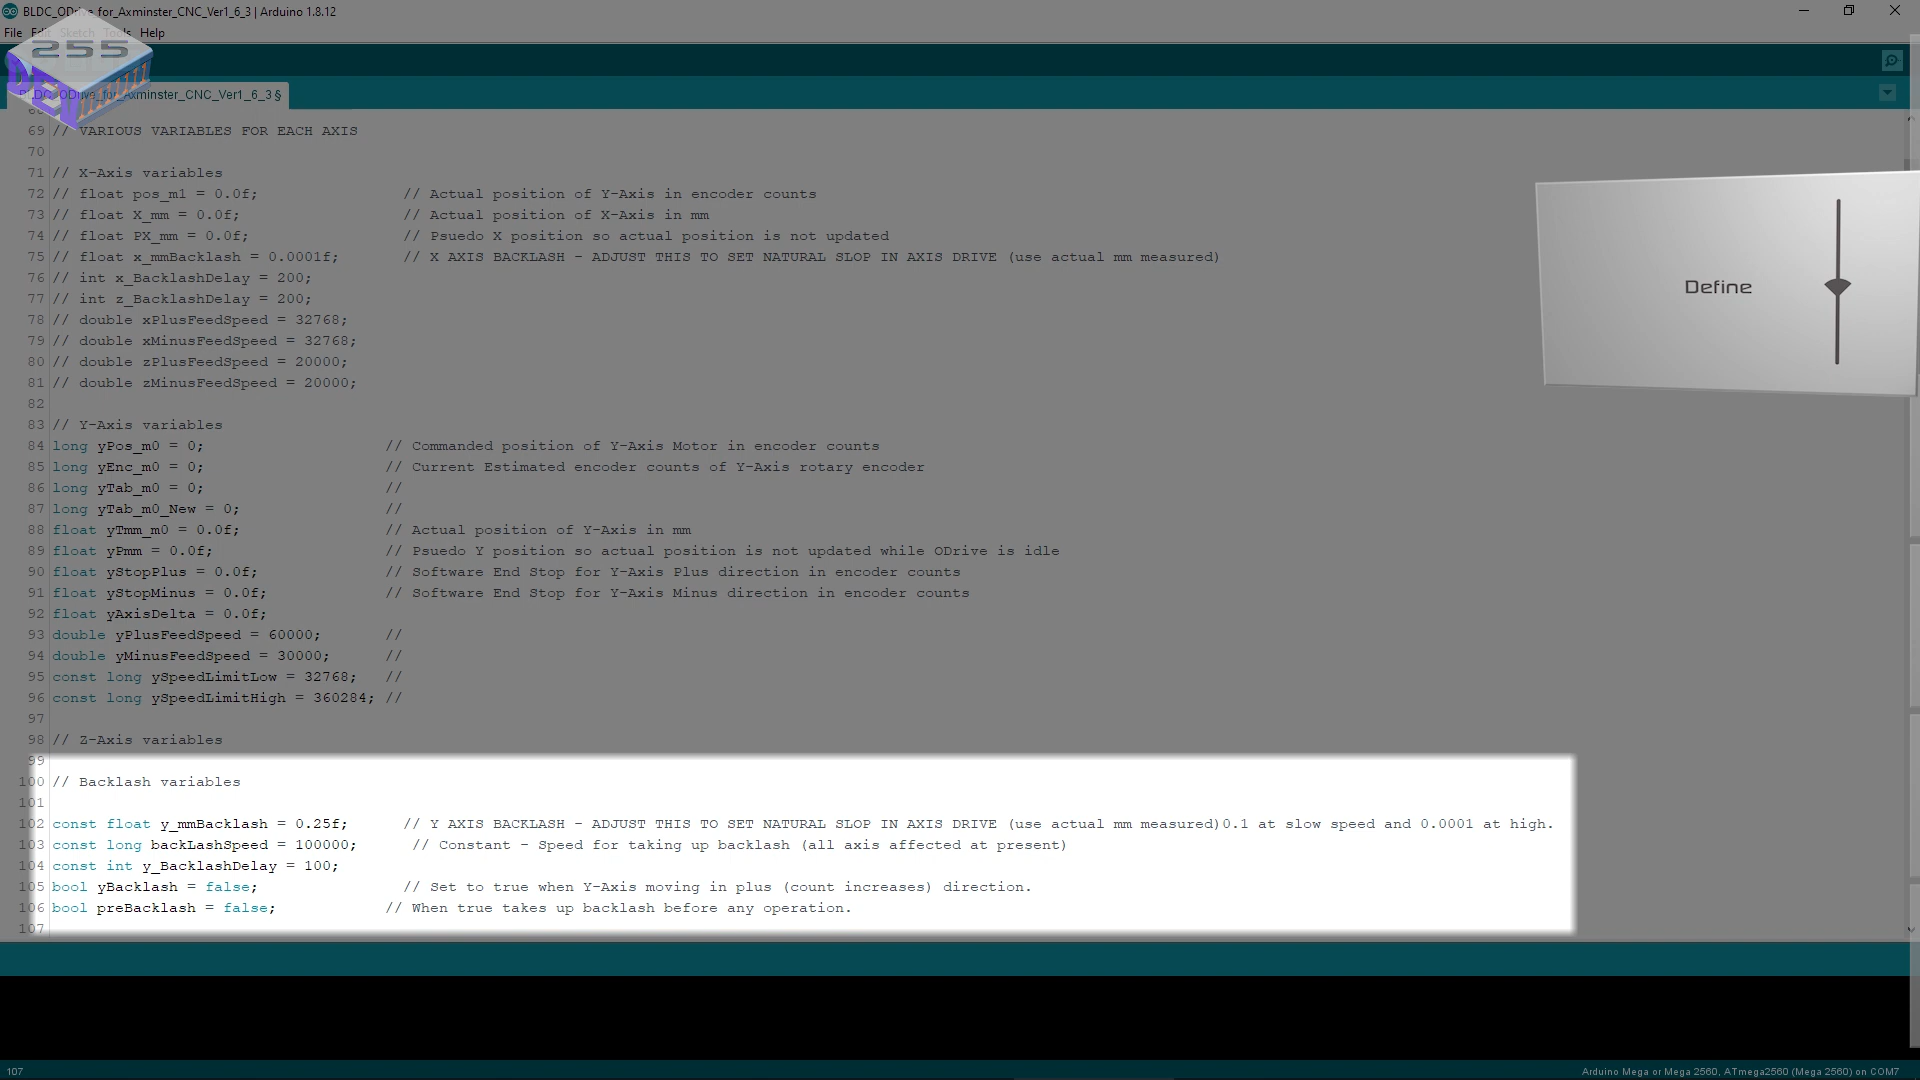 BLDC_ODrive_for_Axminster_CNC_Ver1_6_3 | Arduino 1.8.12
File Edit Sketch Tools Help
255
BLDC_ODrive_for_Axminster_CNC_Ver1_6_3 §
69 // VARIOUS VARIABLES FOR EACH AXIS
70
71 // X-Axis variables
72 // float pos_m1 = 0.0f; // Actual position of Y-Axis in encoder counts
73 // float X_mm = 0.0f; // Actual position of X-Axis in mm
74 // float PX_mm = 0.0f; // Psuedo X position so actual position is not updated
75 // float x_mmBacklash = 0.0001f; // X AXIS BACKLASH - ADJUST THIS TO SET NATURAL SLOP IN AXIS DRIVE (use actual mm measured)
76 // int x_BacklashDelay = 200;
77 // int z_BacklashDelay = 200;
78 // double xPlusFeedSpeed = 32768;
79 // double xMinusFeedSpeed = 32768;
80 // double zPlusFeedSpeed = 20000;
81 // double zMinusFeedSpeed = 20000;
82
83 // Y-Axis variables
84 long yPos_m0 = 0; // Commanded position of Y-Axis Motor in encoder counts
85 long yEnc_m0 = 0; // Current Estimated encoder counts of Y-Axis rotary encoder
86 long yTab_m0 = 0; //
87 long yTab_m0_New = 0; //
88 float yTmm_m0 = 0.0f; // Actual position of Y-Axis in mm
89 float yPmm = 0.0f; // Psuedo Y position so actual position is not updated while ODrive is idle
90 float yStopPlus = 0.0f; // Software End Stop for Y-Axis Plus direction in encoder counts
91 float yStopMinus = 0.0f; // Software End Stop for Y-Axis Minus direction in encoder counts
92 float yAxisDelta = 0.0f;
93 double yPlusFeedSpeed = 60000; //
94 double yMinusFeedSpeed = 30000; //
95 const long ySpeedLimitLow = 32768; //
96 const long ySpeedLimitHigh = 360284; //
97
98 // Z-Axis variables
99
100 // Backlash variables
101
102 const float y_mmBacklash = 0.25f; // Y AXIS BACKLASH - ADJUST THIS TO SET NATURAL SLOP IN AXIS DRIVE (use actual mm measured)0.1 at slow speed and 0.0001 at high.
103 const long backLashSpeed = 100000; // Constant - Speed for taking up backlash (all axis affected at present)
104 const int y_BacklashDelay = 100;
105 bool yBacklash = false; // Set to true when Y-Axis moving in plus (count increases) direction.
106 bool preBacklash = false; // When true takes up backlash before any operation.
107
Define
107
Arduino Mega or Mega 2560, ATmega2560 (Mega 2560) on COM7